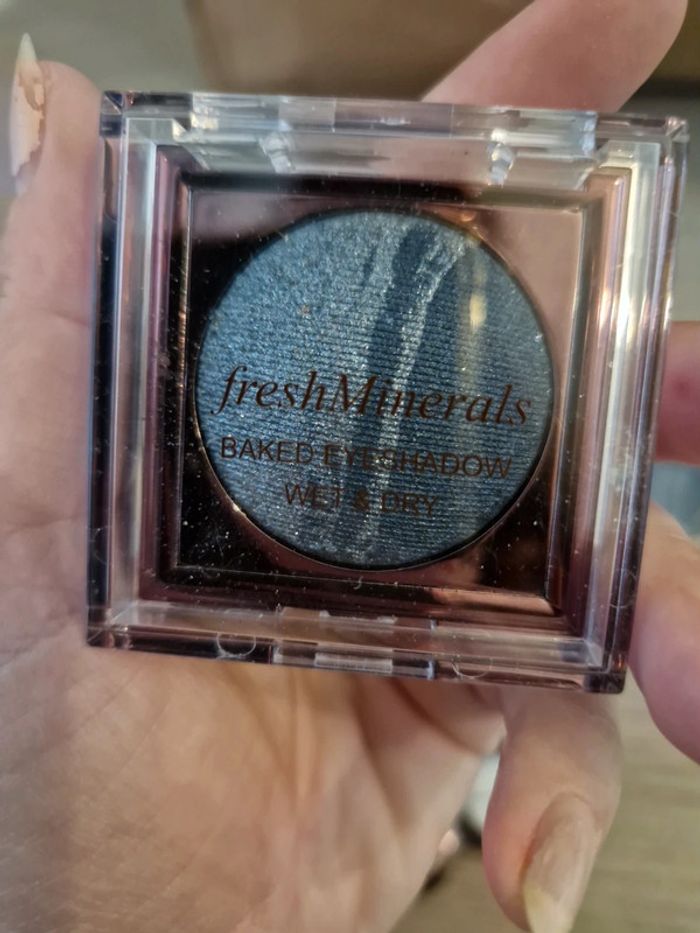 freshMinerals
BAKED EYESHADOW
WET & DRY